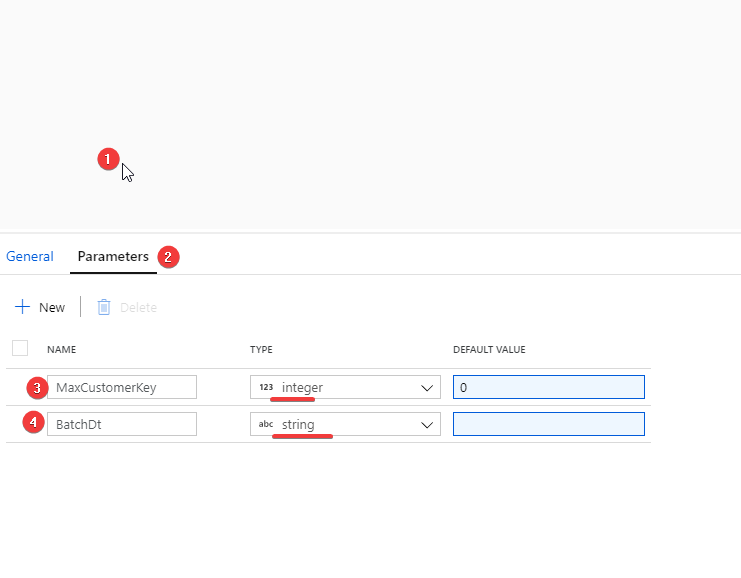 1
General Parameters 2
New Delete
NAME TYPE DEFAULT VALUE
3 MaxCustomerKey 123 integer 0
4 BatchDt abc string